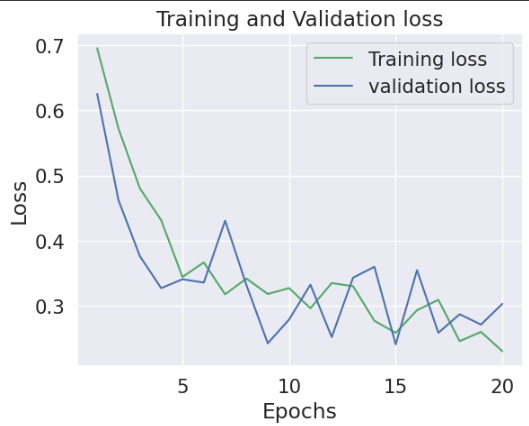 Training and Validation loss
Training loss
validation loss
0.7
0.6
0.5
0.4
0.3
Loss
5 10 15 20
Epochs